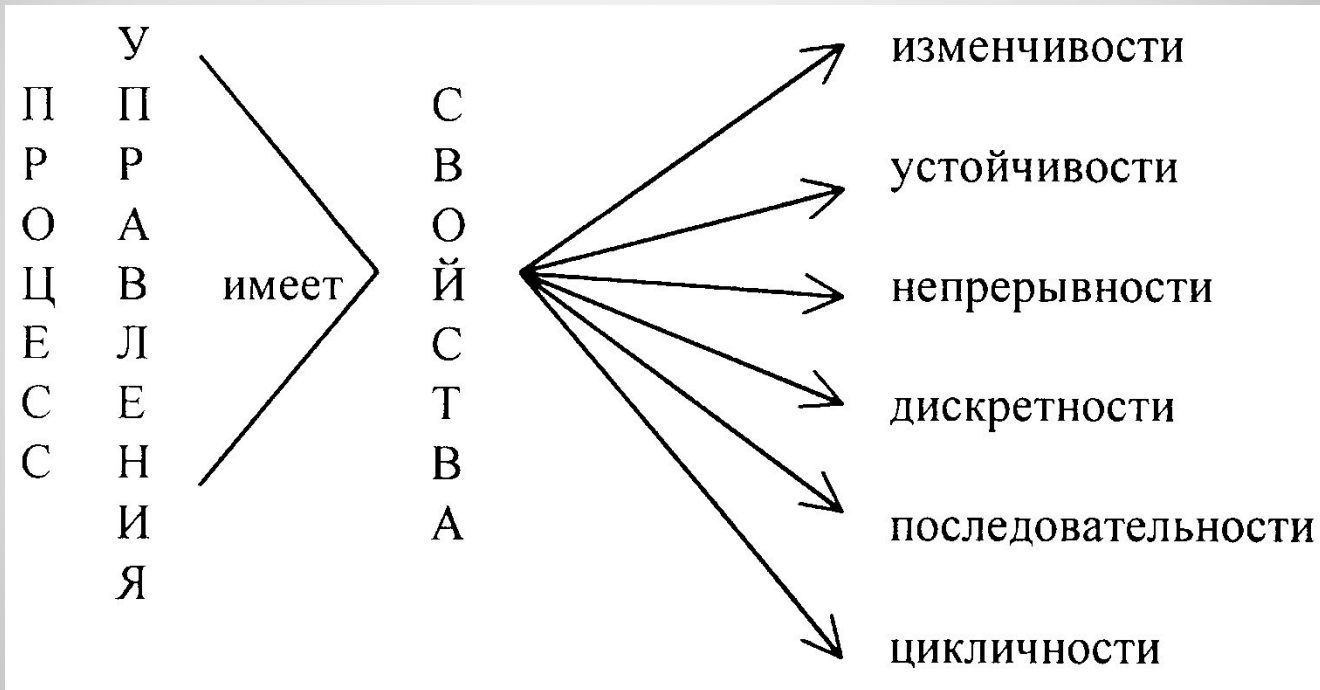 ПРОЦЕСС
УПРАВЛЕНИЯ
имеет
СВОЙСТВА
изменчивости
устойчивости
непрерывности
дискретности
последовательности
цикличности